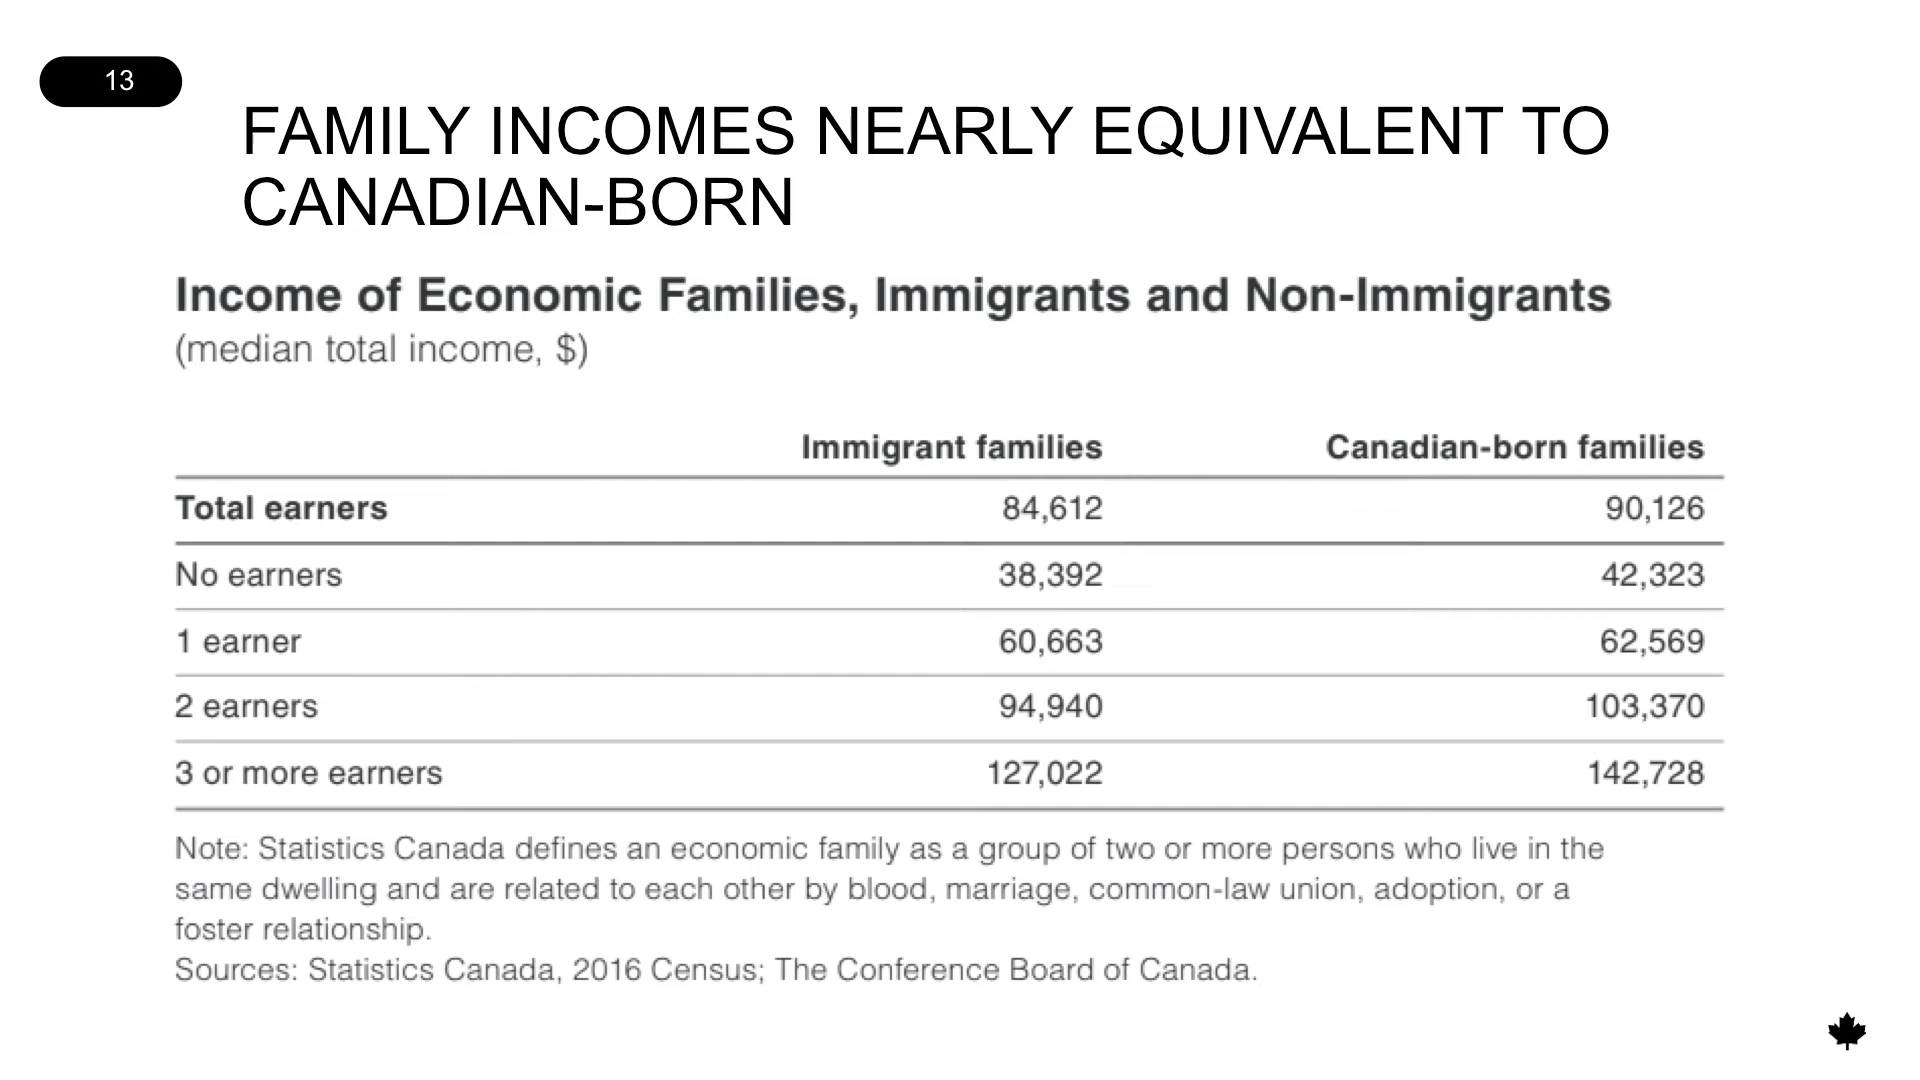 13
FAMILY INCOMES NEARLY EQUIVALENT TO
CANADIAN-BORN
Income of Economic Families, Immigrants and Non-Immigrants
(median total income, $)
Immigrant families Canadian-born families
Total earners 84,612 90,126
No earners 38,392 42,323
1 earner 60,663 62,569
2 earners 94,940 103,370
3 or more earners 127,022 142,728
Note: Statistics Canada defines an economic family as a group of two or more persons who live in the
same dwelling and are related to each other by blood, marriage, common-law union, adoption, or a
foster relationship.
Sources: Statistics Canada, 2016 Census; The Conference Board of Canada.